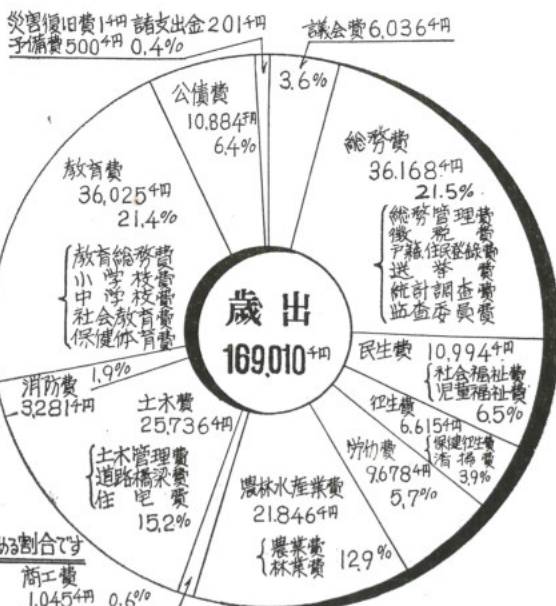 災害復旧費1千円 諸支出金201千円
予備費500千円 0.4%
議会費6,036千円
3.6%
公債費
10.884千円
6.4%
総務費
36.168千円
21.5%
総務管理費
徴税費
戸籍住民登録費
選挙費
統計調査費
監査委員費
教育費
36,025千円
21.4%
教育総務費
小学校費
中学校費
社会教育費
保健体育費
歳出
169,010千円
民生費 10,994千円
社会福祉費
児童福祉費
6.5%
衛生費
6.615千円
保健衛生費
清掃費
3.9%
労働費
9.678千円
5.7%
農林水産業費
21.846千円
農業費
林業費
12.9%
土木費
25,736千円
土木管理費
道路橋梁費
住宅費
15.2%
消防費 1.9%
3,281千円
める割合です
商工費
1,045千円 0.6%